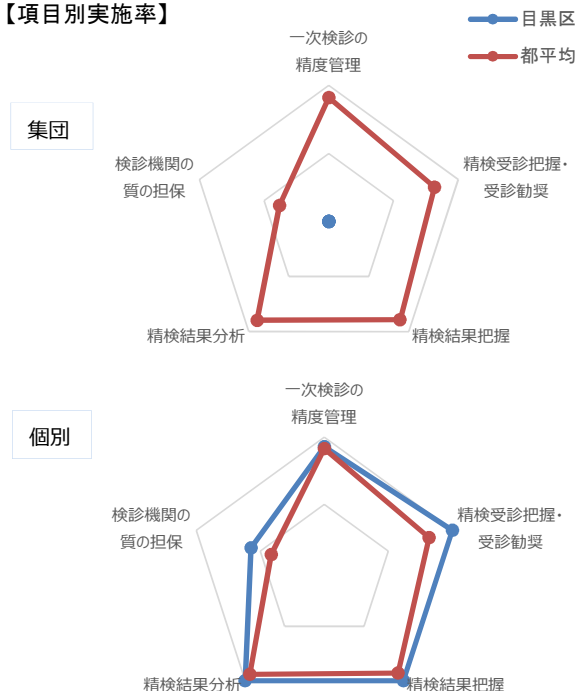 【項目別実施率】
目黒区
都平均
集団
一次検診の
精度管理
精検受診把握・
受診勧奨
精検結果把握
精検結果分析
検診機関の
質の担保
個別
一次検診の
精度管理
精検受診把握・
受診勧奨
精検結果把握
精検結果分析
検診機関の
質の担保